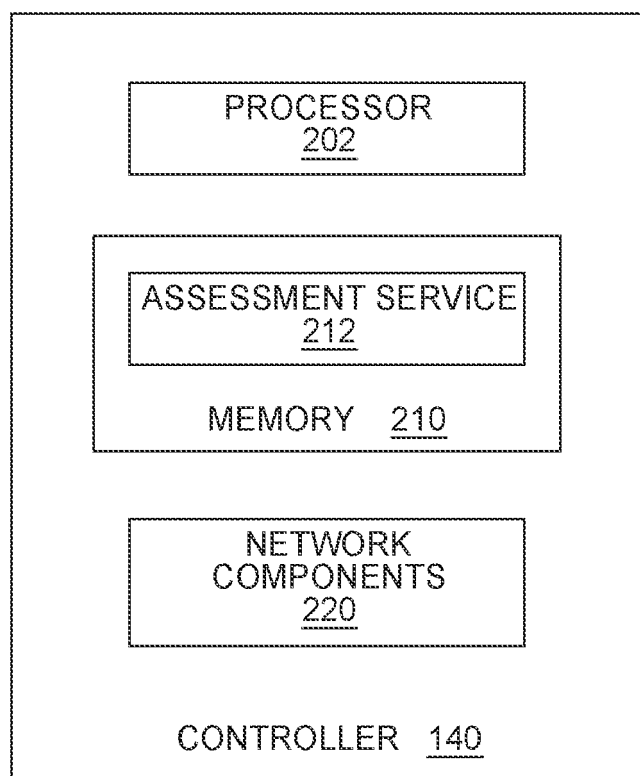 PROCESSOR
202
ASSESSMENT SERVICE
212
MEMORY 210
NETWORK
COMPONENTS
220
CONTROLLER 140